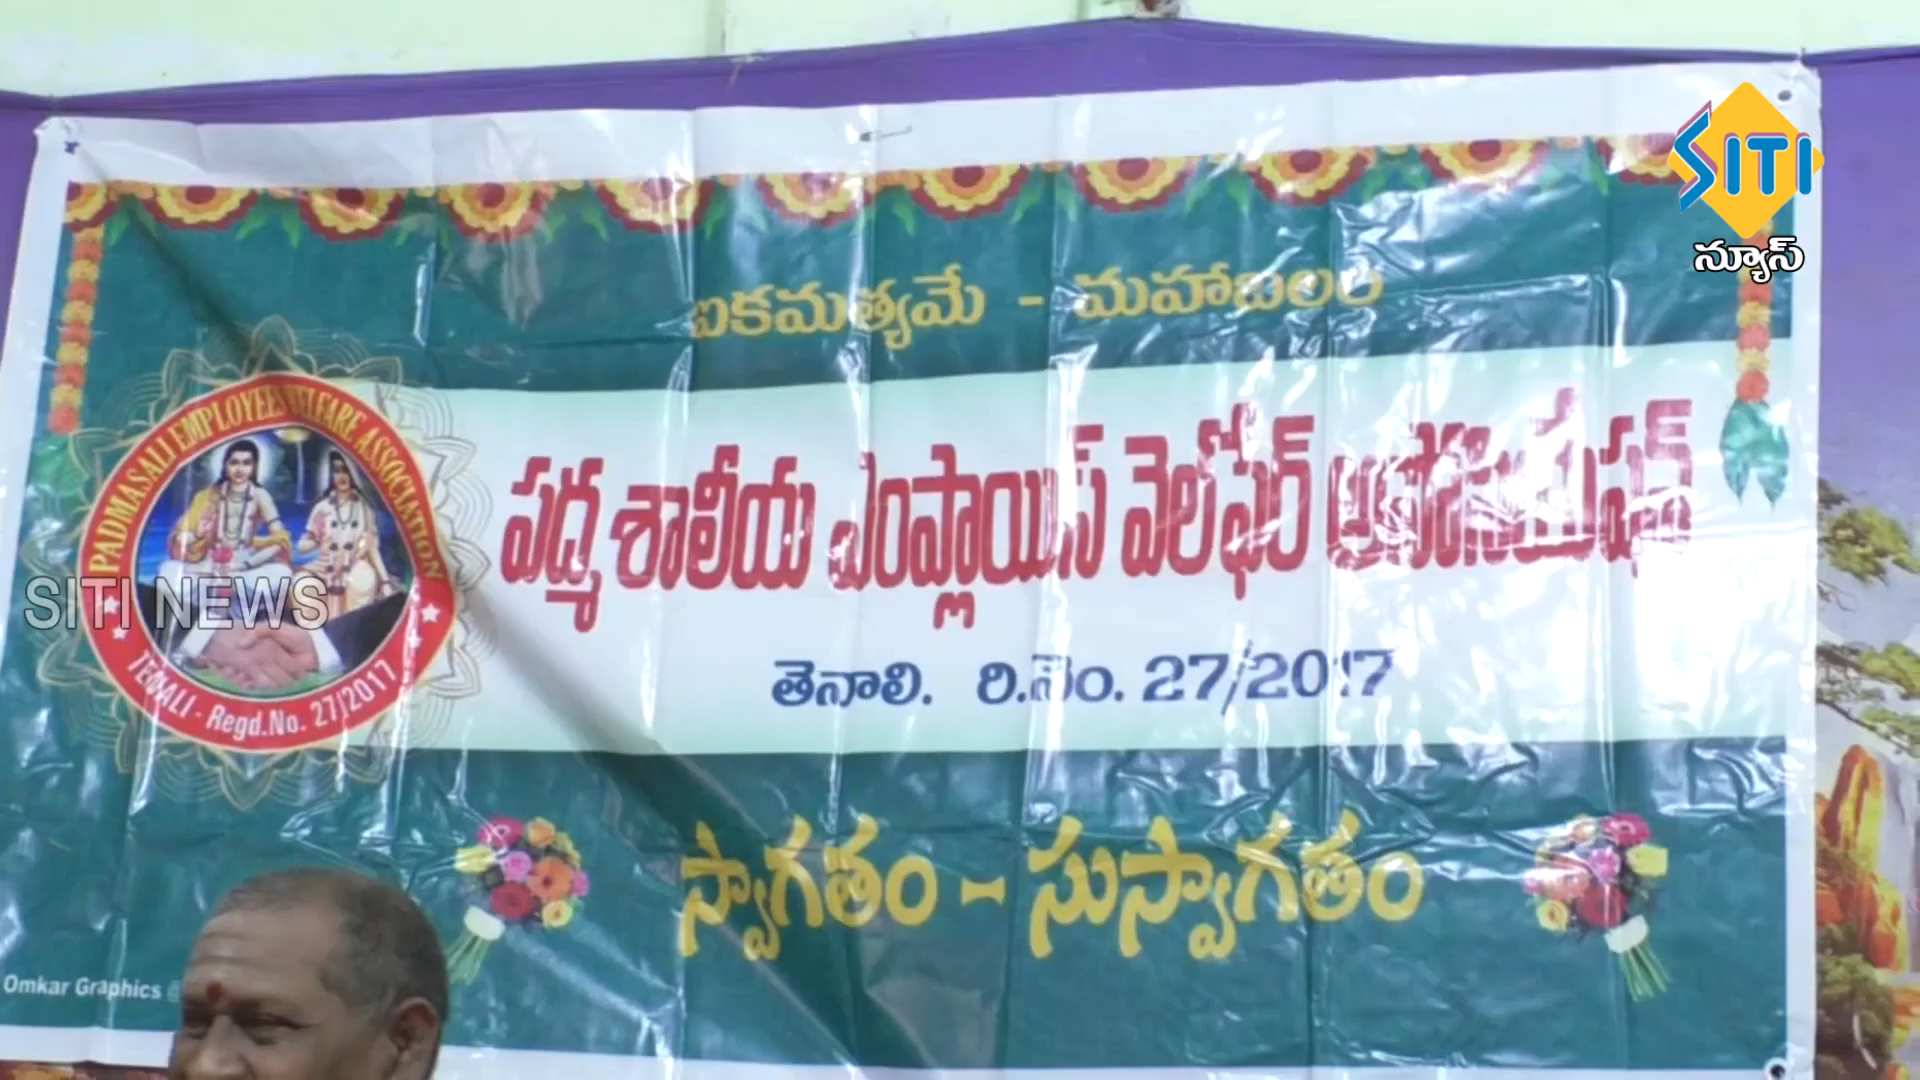 SITI
న్యూస్
ఐకమత్యమే - మహాబలం
PADMASALI EMPLOYEES WELFARE ASSOCIATION
పద్మశాలీయ ఎంప్లాయిస్ వెల్‌ఫేర్ అసోసియేషన్
SITI NEWS
తెనాలి. రి.నెం. 27/2017
TENALI - Regd.No. 27/2017
స్వాగతం - సుస్వాగతం
Omkar Graphics @